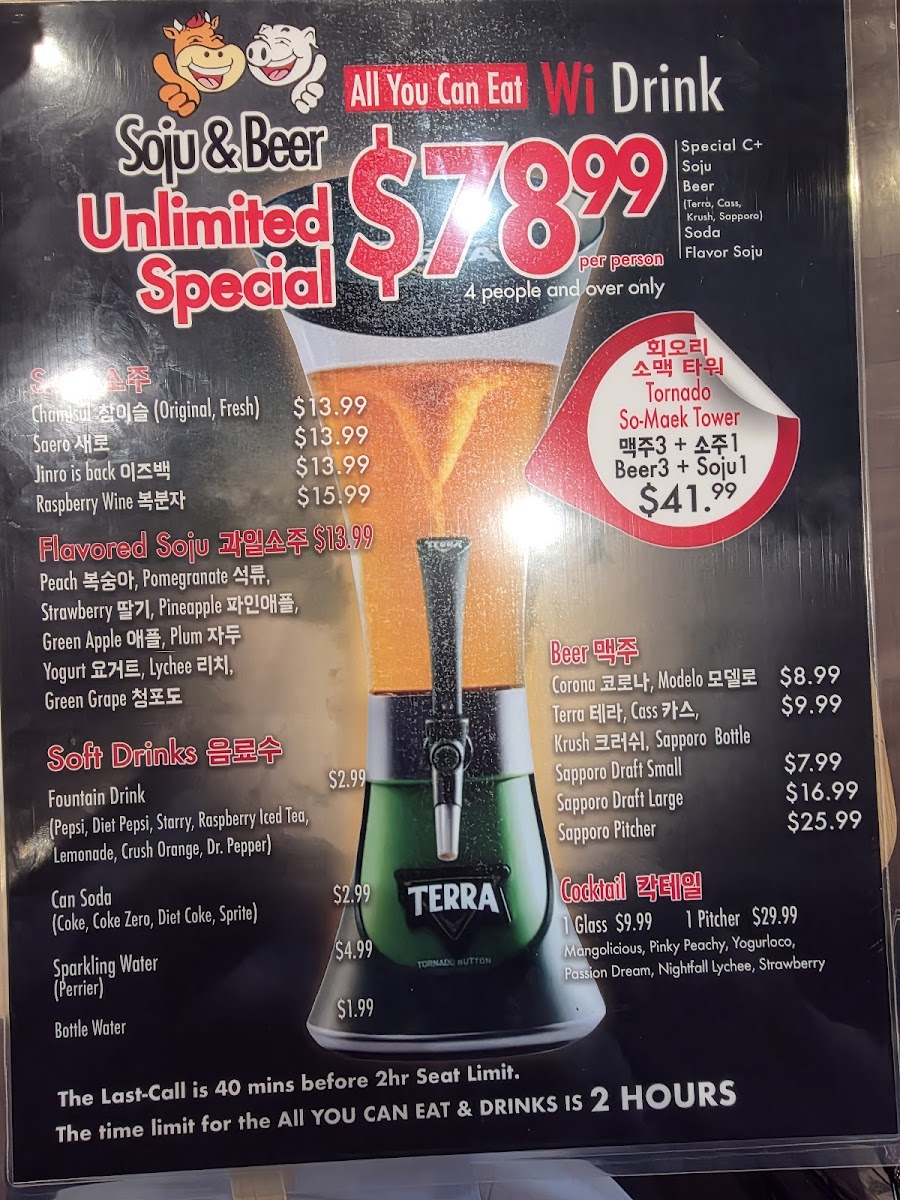 All You Can Eat Wi Drink
Soju & Beer
Unlimited
Special
$78.99
per person
4 people and over only
Special C+
Soju
Beer
(Terra, Cass,
Krush, Sapporo)
Soda
Flavor Soju
회오리
소맥 타워
Tornado
So-Maek Tower
맥주3 + 소주1
Beer3 + Soju1
$41.99
소주
Chamisul 참이슬 (Original, Fresh) $13.99
Saero 새로 $13.99
Jinro is back 이즈백 $13.99
Raspberry Wine 복분자 $15.99
Flavored Soju 과일소주 $13.99
Peach 복숭아, Pomegranate 석류,
Strawberry 딸기, Pineapple 파인애플,
Green Apple 애플, Plum 자두
Yogurt 요거트, Lychee 리치,
Green Grape 청포도
Soft Drinks 음료수
Fountain Drink $2.99
(Pepsi, Diet Pepsi, Starry, Raspberry Iced Tea,
Lemonade, Crush Orange, Dr. Pepper)
Can Soda $2.99
(Coke, Coke Zero, Diet Coke, Sprite)
Sparkling Water $4.99
(Perrier)
Bottle Water $1.99
TERRA
TERRA
TORNADO BUTTON
Beer 맥주
Corona 코로나, Modelo 모델로 $8.99
Terra 테라, Cass 카스, $9.99
Krush 크러쉬, Sapporo Bottle
Sapporo Draft Small $7.99
Sapporo Draft Large $16.99
Sapporo Pitcher $25.99
Cocktail 칵테일
1 Glass $9.99 1 Pitcher $29.99
Mangolicious, Pinky Peachy, Yogurloco,
Passion Dream, Nightfall Lychee, Strawberry
The Last-Call is 40 mins before 2hr Seat Limit.
The time limit for the All YOU CAN EAT & DRINKS IS 2 HOURS